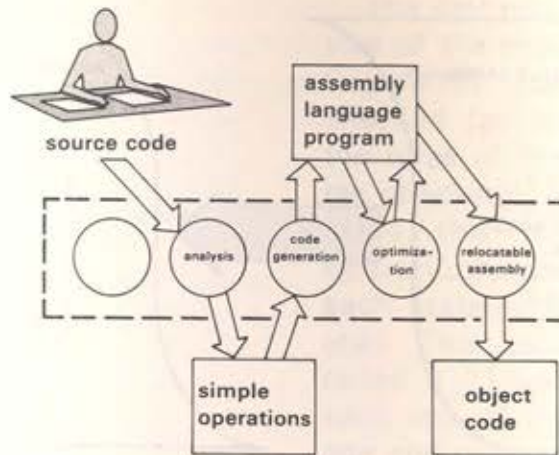 assembly
language
program
source code
analysis
code
generation
optimiza-
tion
relocatable
assembly
simple
operations
object
code